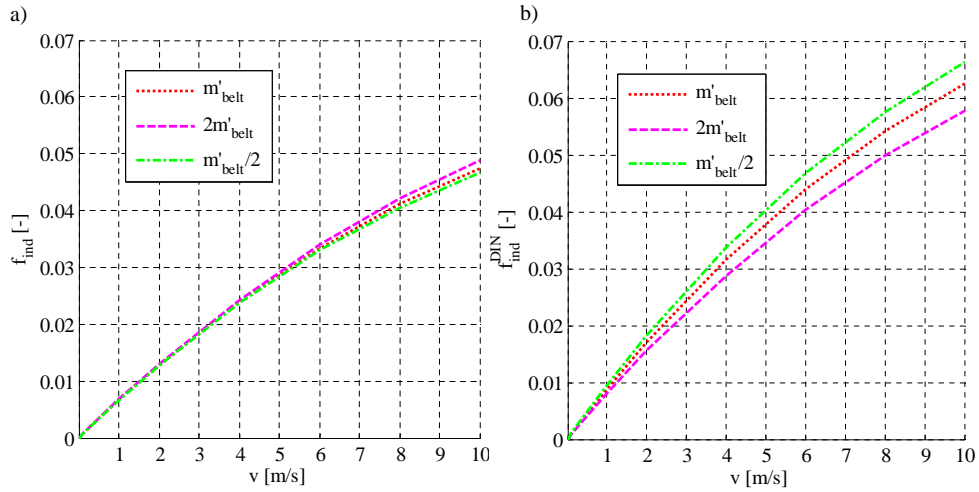 a)
0.07
0.06
0.05
0.04
0.03
0.02
0.01
0
f_ind [-]
m'_belt
2m'_belt
m'_belt/2
1 2 3 4 5 6 7 8 9 10
v [m/s]
b)
0.07
0.06
0.05
0.04
0.03
0.02
0.01
0
f_ind^DIN [-]
m'_belt
2m'_belt
m'_belt/2
1 2 3 4 5 6 7 8 9 10
v [m/s]